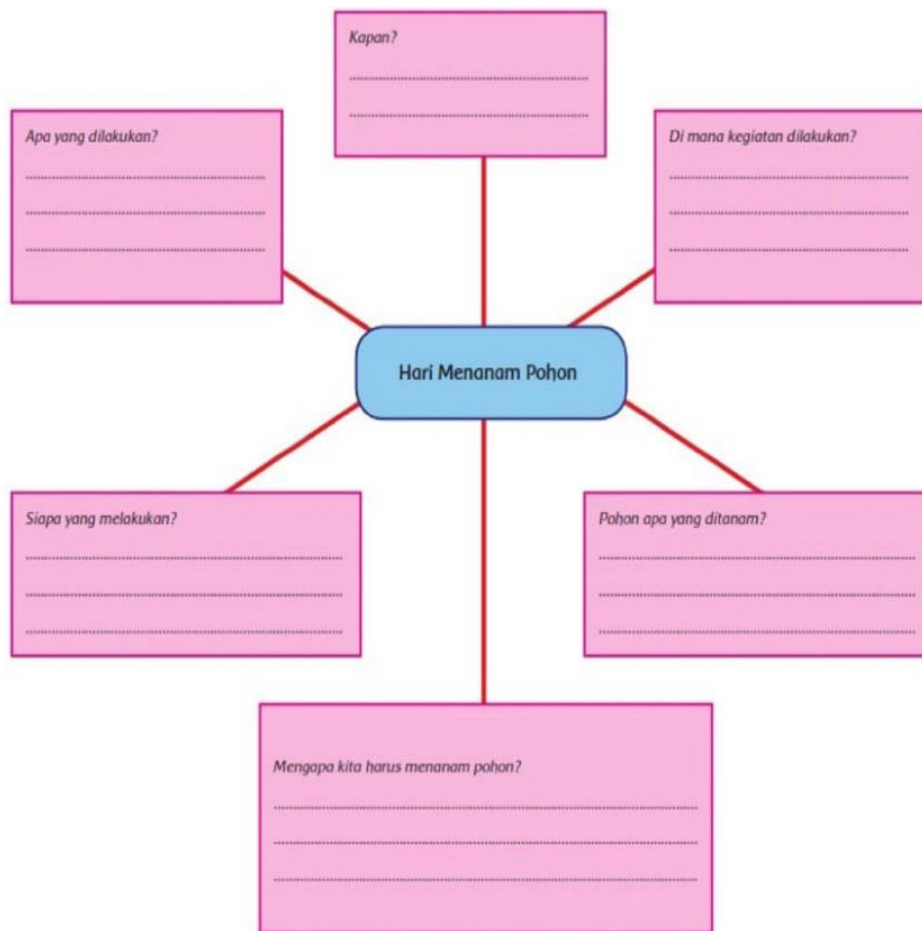 Kapan?
Apa yang dilakukan?
Di mana kegiatan dilakukan?
Hari Menanam Pohon
Siapa yang melakukan?
Pohon apa yang ditanam?
Mengapa kita harus menanam pohon?